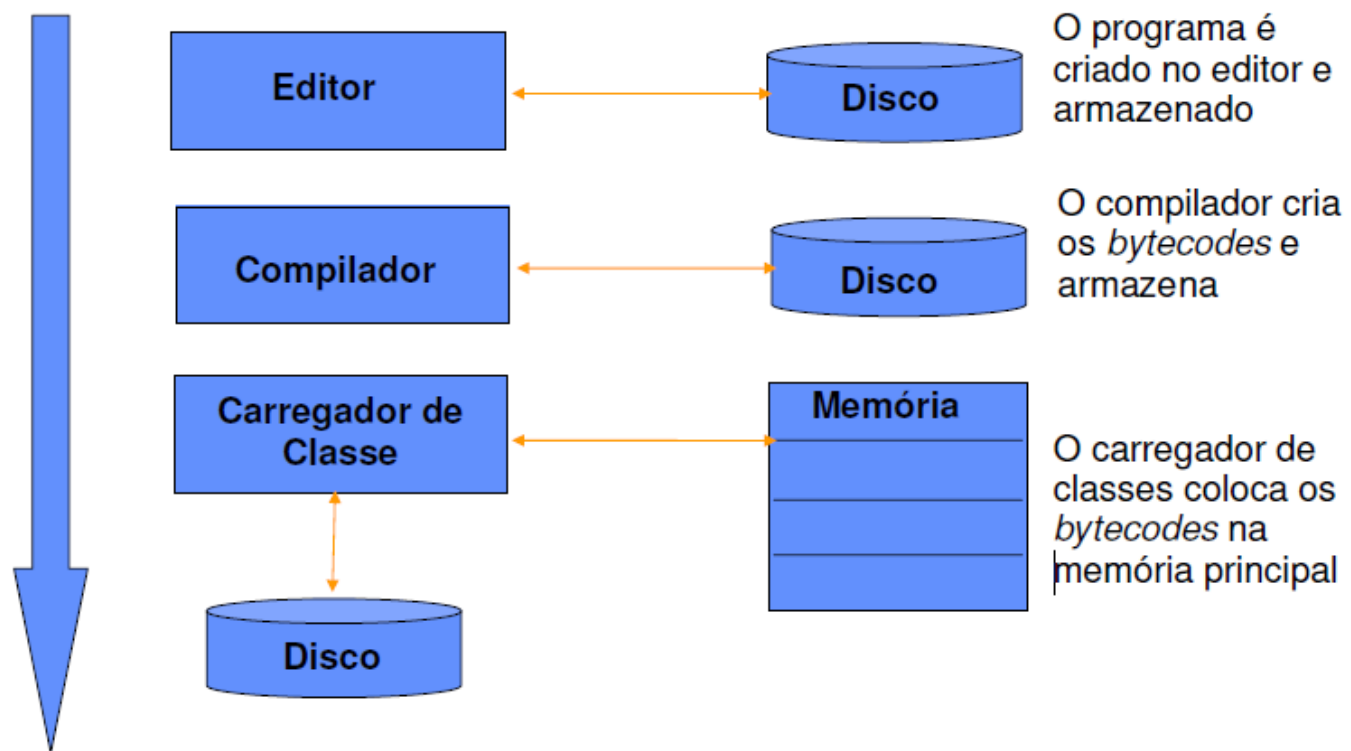 Editor
Disco
O programa é
criado no editor e
armazenado
Compilador
Disco
O compilador cria
os bytecodes e
armazena
Carregador de
Classe
Memória
O carregador de
classes coloca os
bytecodes na
memória principal
Disco